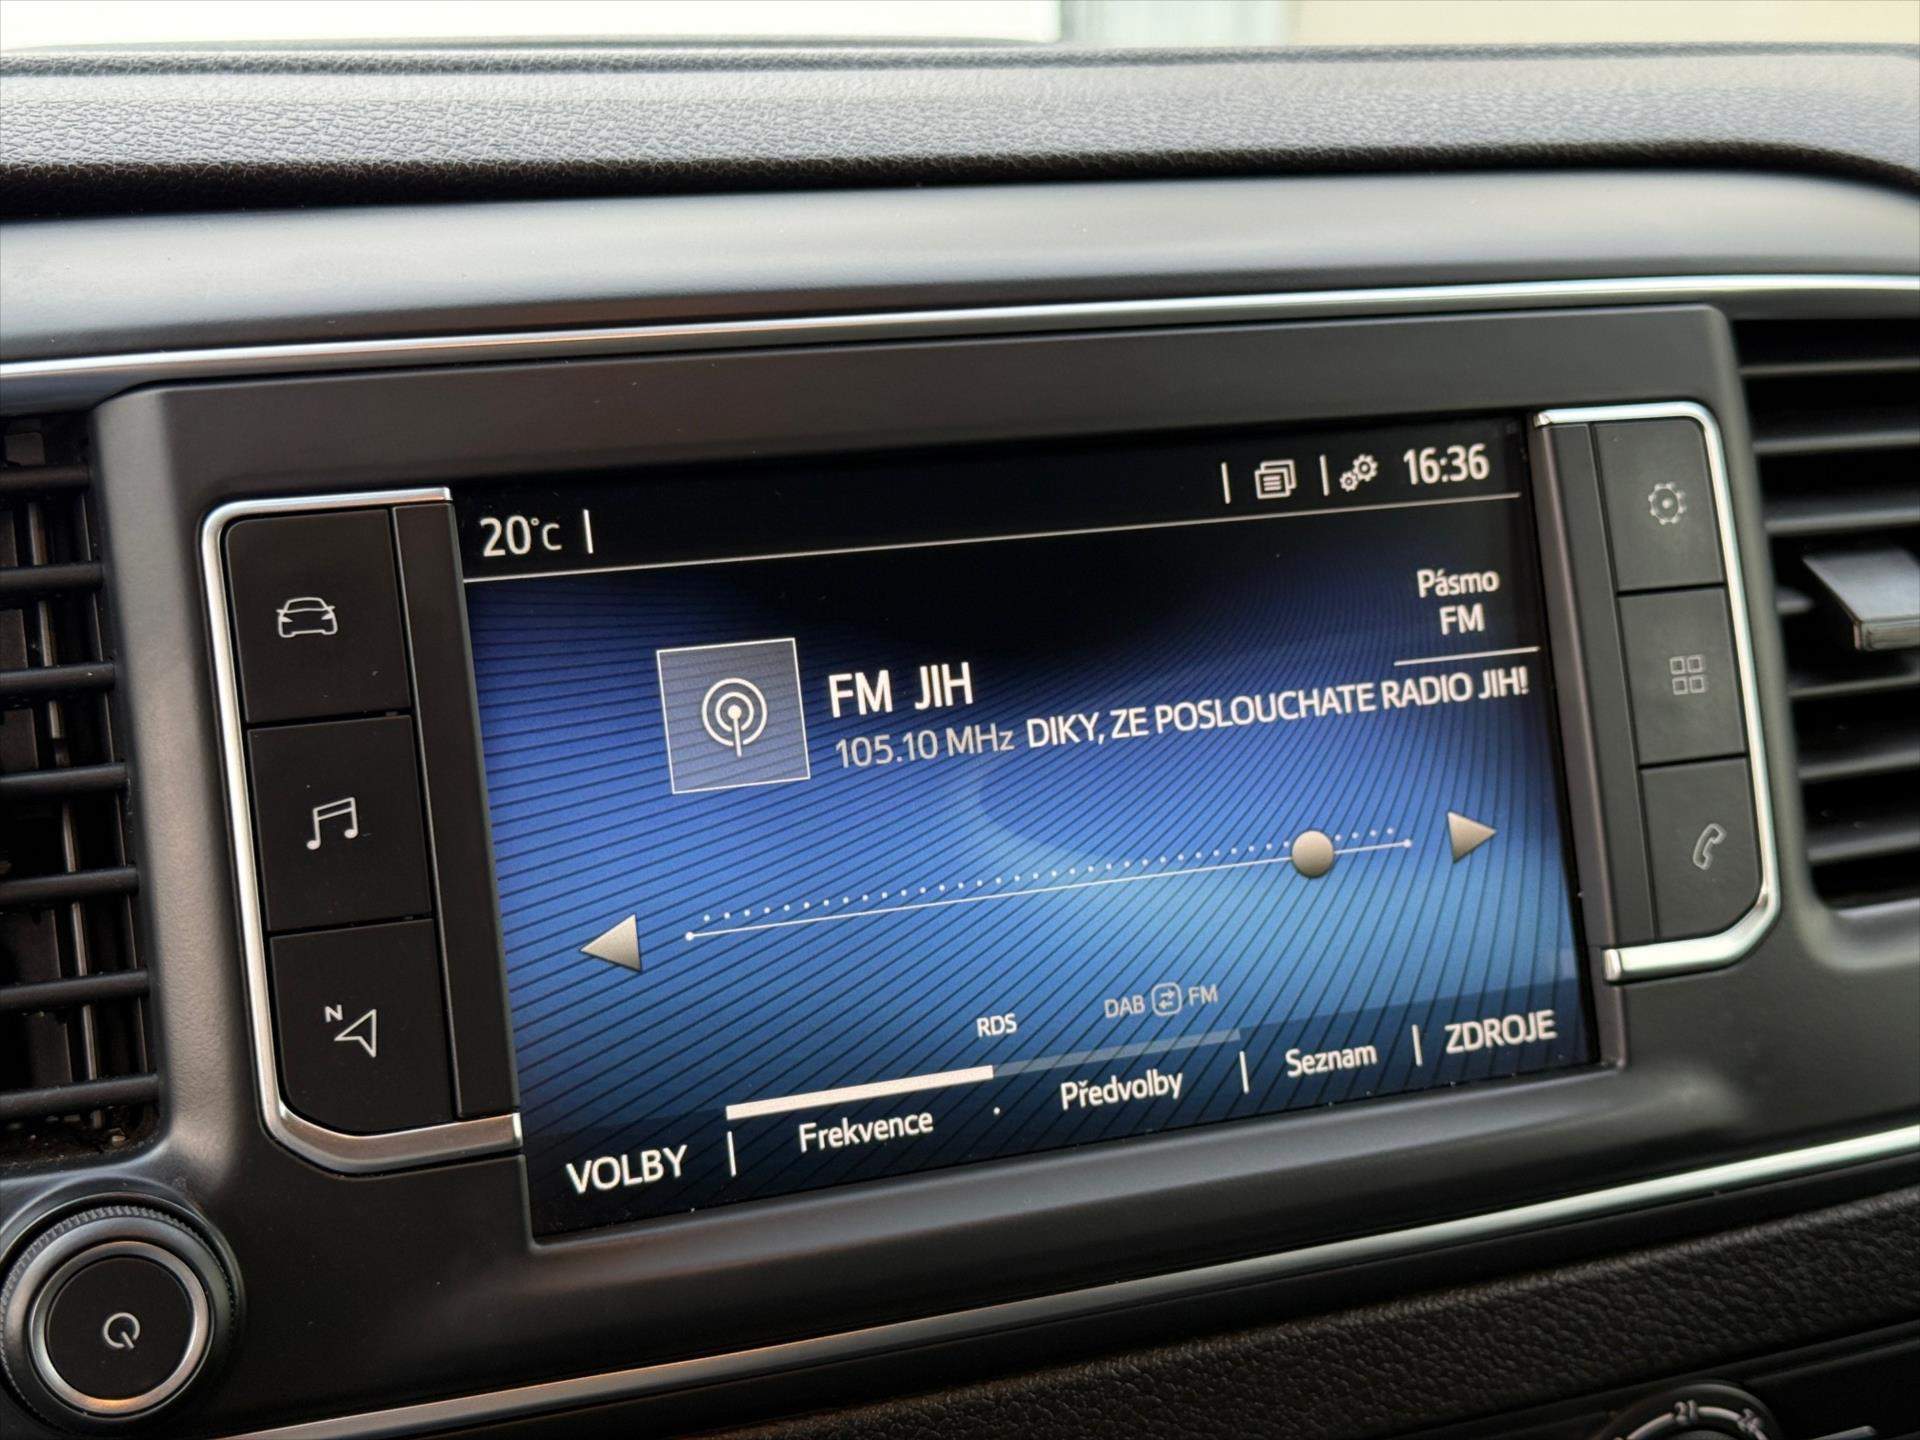 20°C
16:36
Pásmo
FM
FM JIH
105.10 MHz DIKY, ZE POSLOUCHATE RADIO JIH!
RDS DAB FM
VOLBY Frekvence Předvolby Seznam ZDROJE
N
21